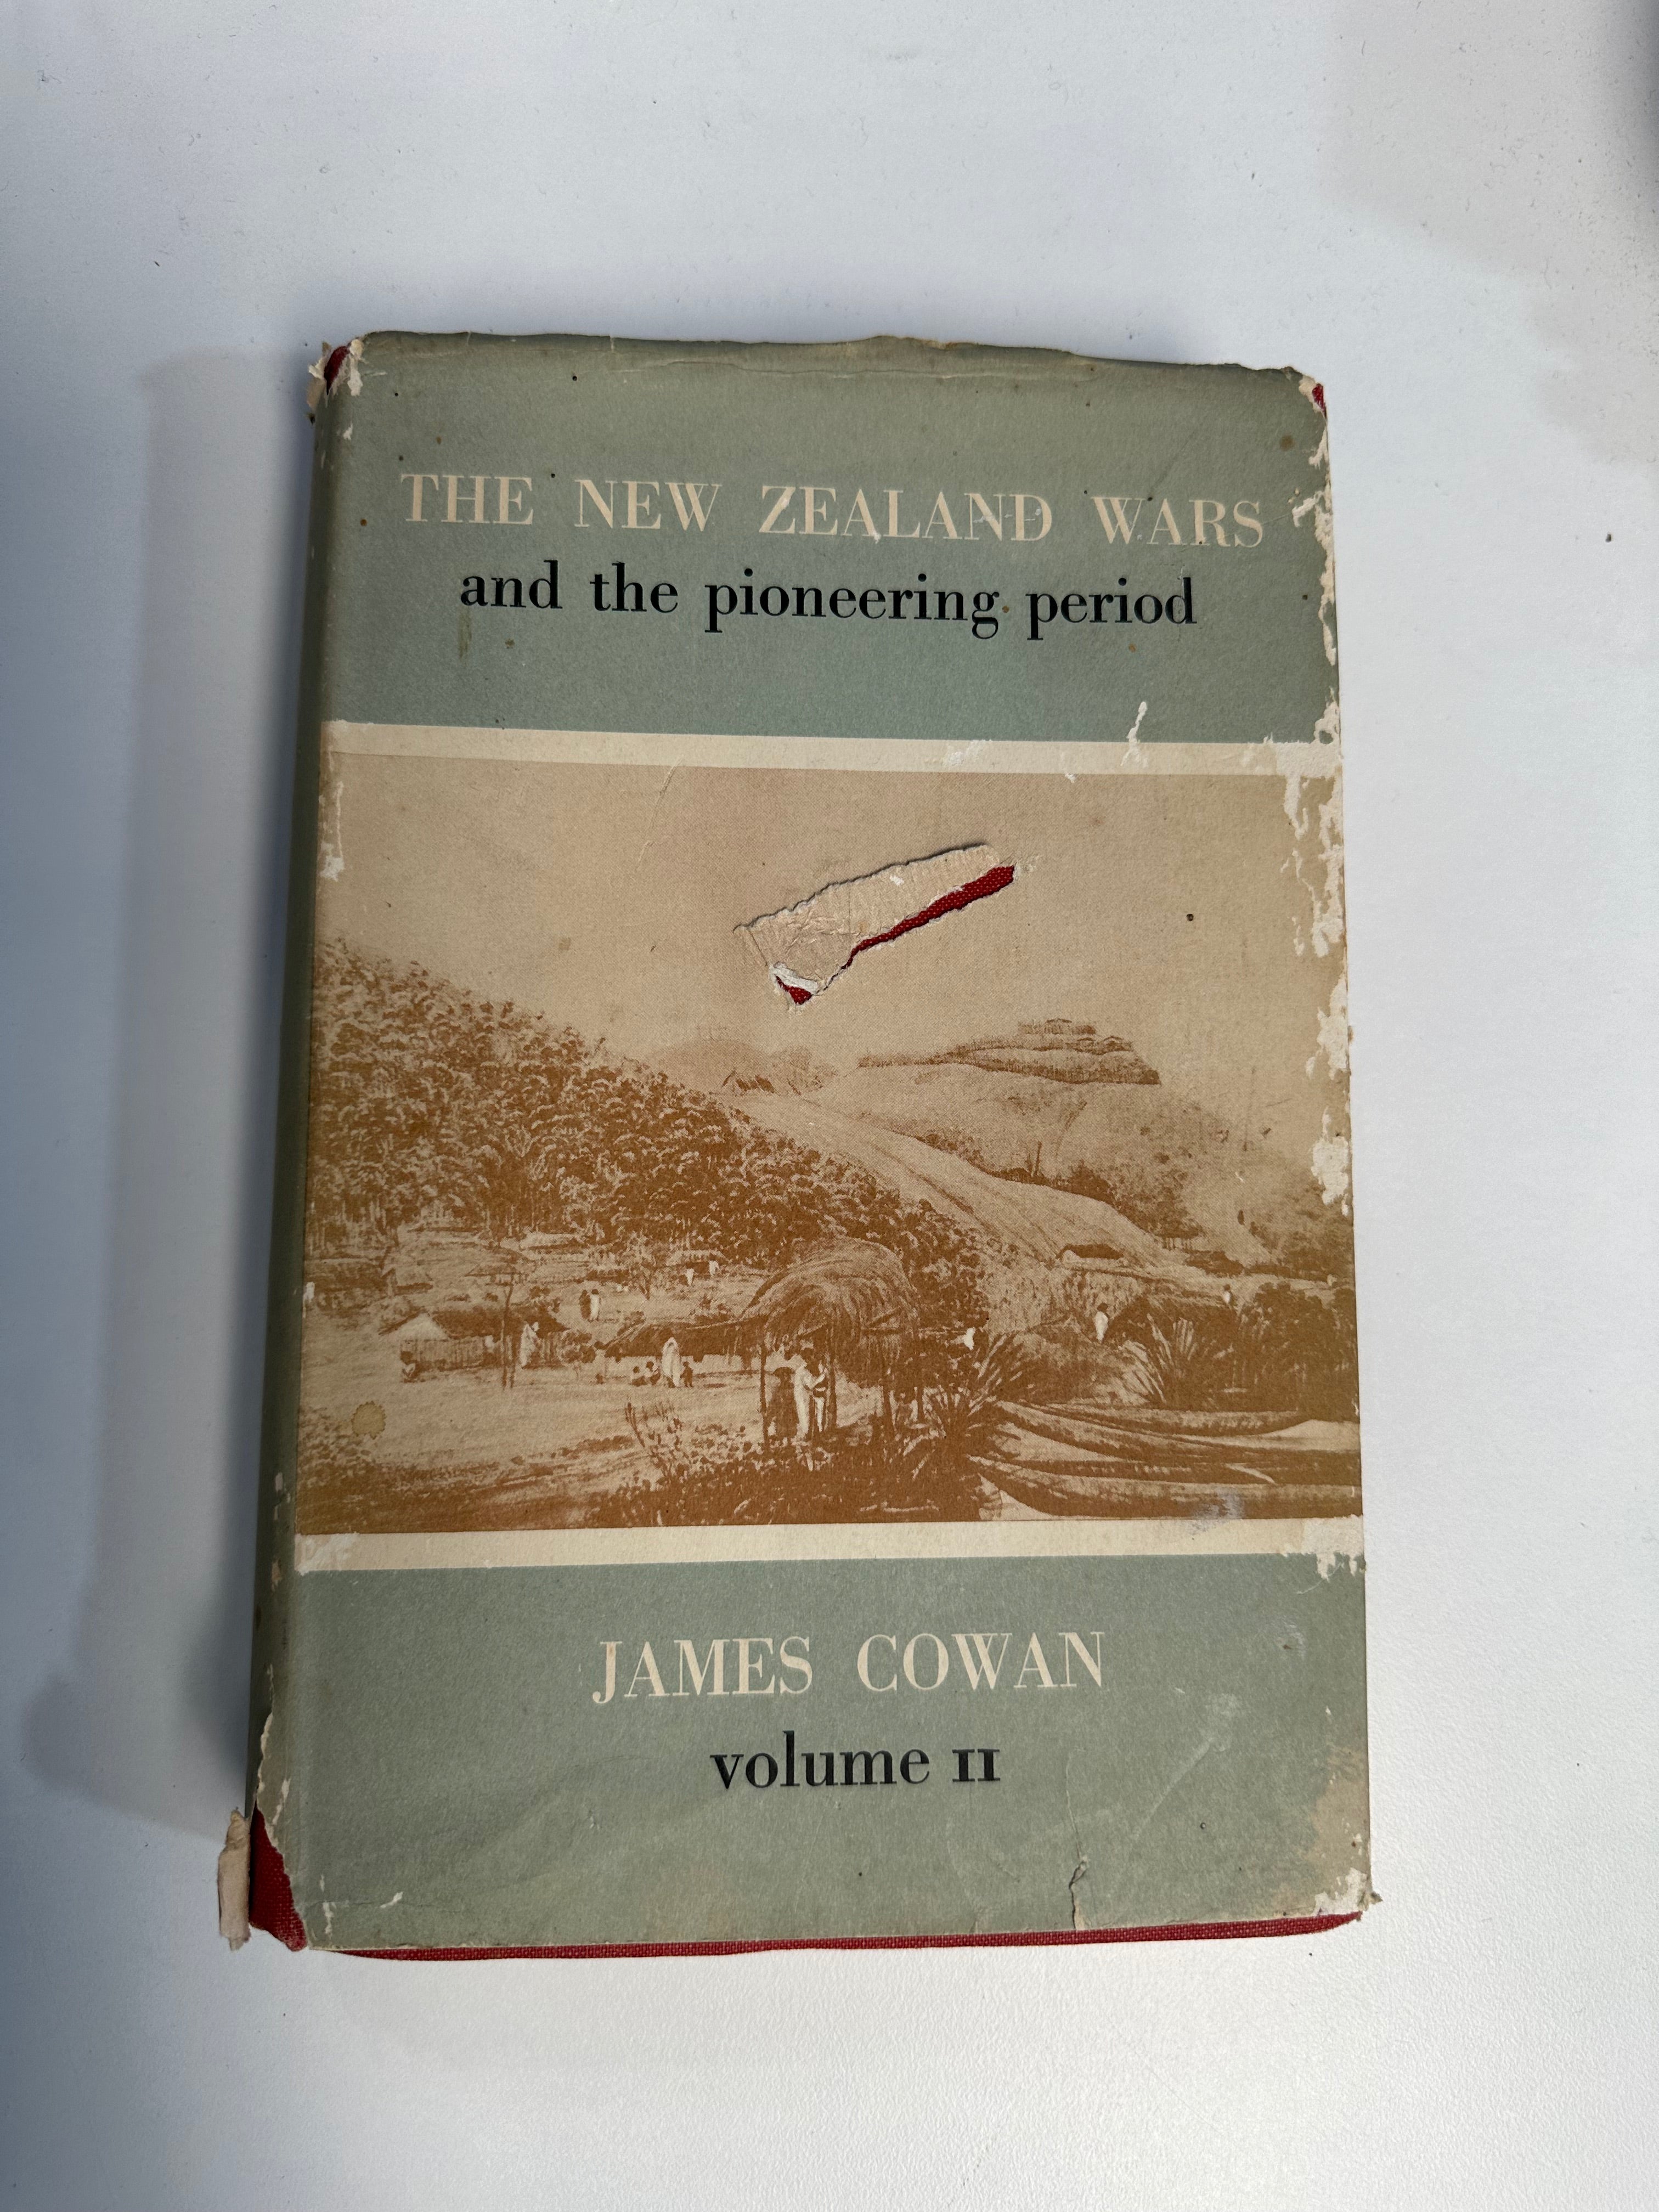 THE NEW ZEALAND WARS
and the pioneering period
JAMES COWAN
volume II